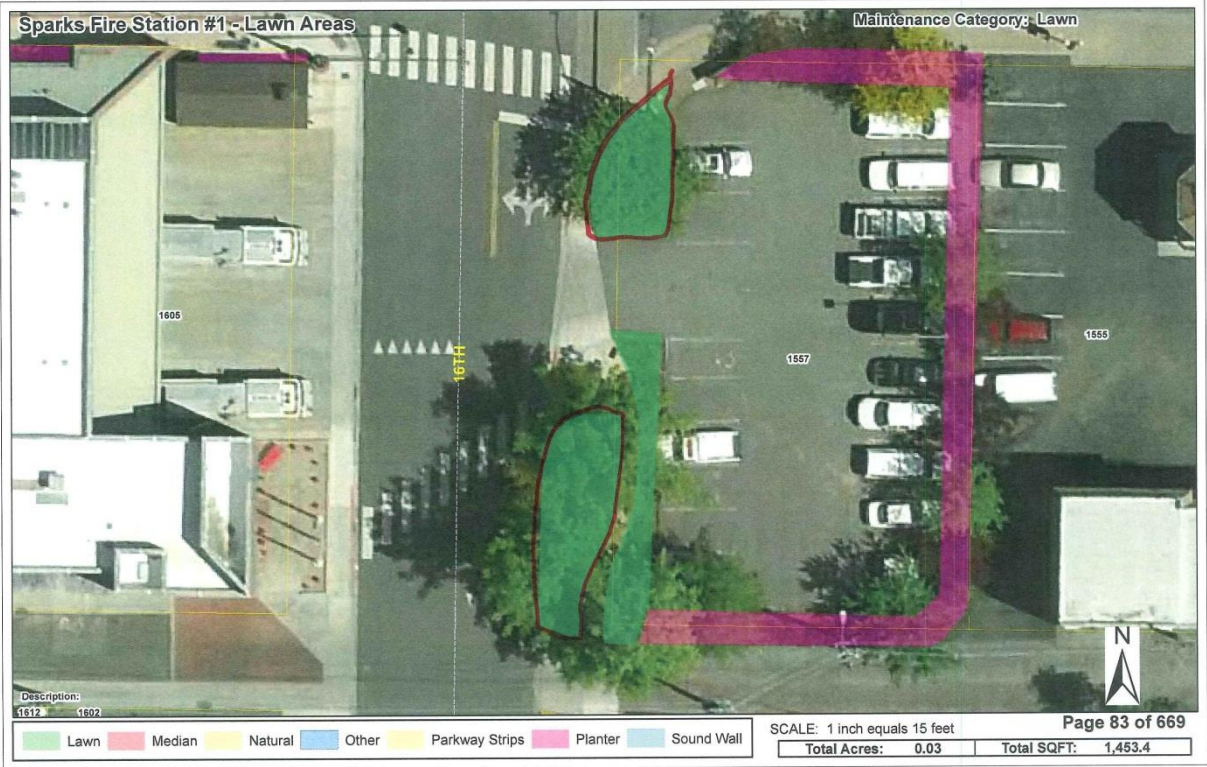 Sparks Fire Station #1 - Lawn Areas
Maintenance Category: Lawn
1605
16TH
1557
1555
N
Description:
1612 1602
Lawn Median Natural Other Parkway Strips Planter Sound Wall
SCALE: 1 inch equals 15 feet
Page 83 of 669
Total Acres: 0.03 Total SQFT: 1,453.4